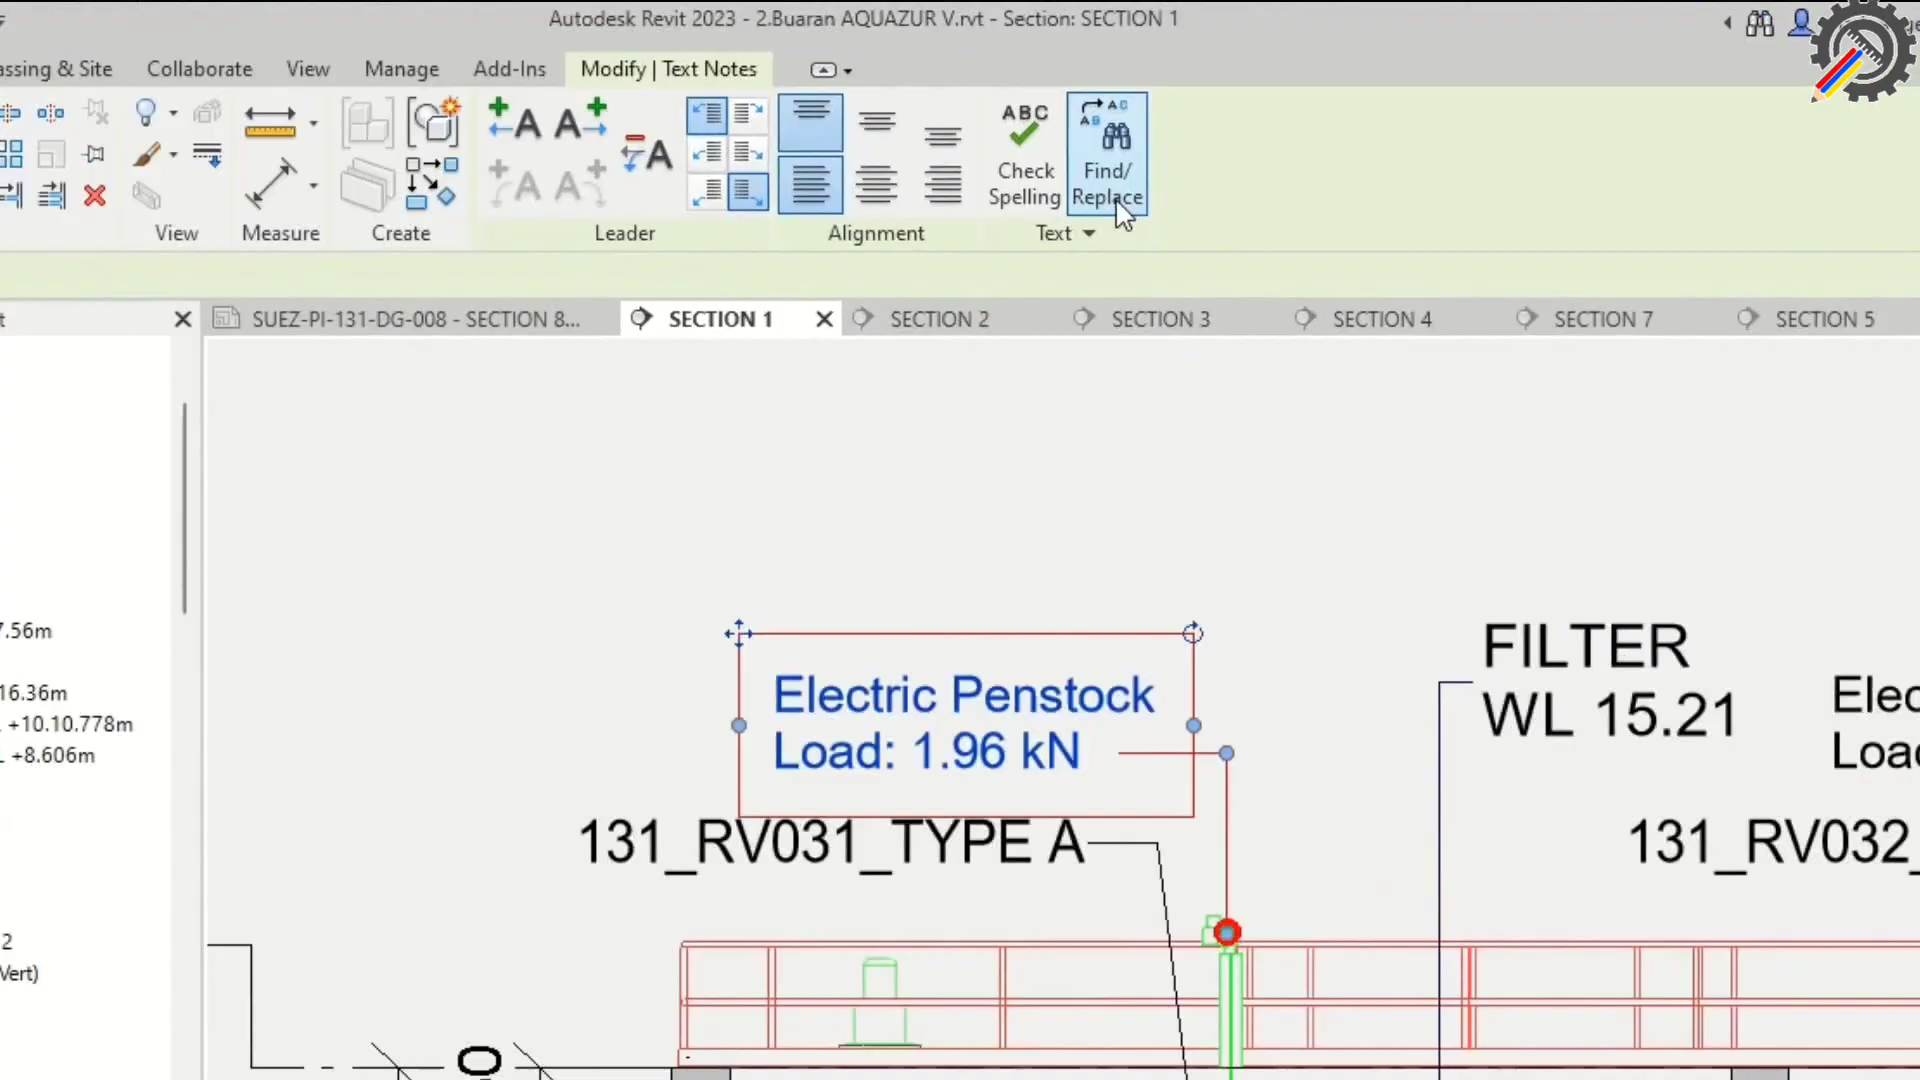 Autodesk Revit 2023 - 2.Buaran AQUAZUR V.rvt - Section: SECTION 1
assing & Site Collaborate View Manage Add-Ins Modify | Text Notes
ABC
Check
Spelling
Find/
Replace
View Measure Create Leader Alignment Text
SUEZ-PI-131-DG-008 - SECTION 8... SECTION 1 SECTION 2 SECTION 3 SECTION 4 SECTION 7 SECTION 5
7.56m
16.36m
+10.10.778m
+8.606m
2
Vert)
Electric Penstock
Load: 1.96 kN
FILTER
WL 15.21
Elec
Load
131_RV031_TYPE A
131_RV032_
0